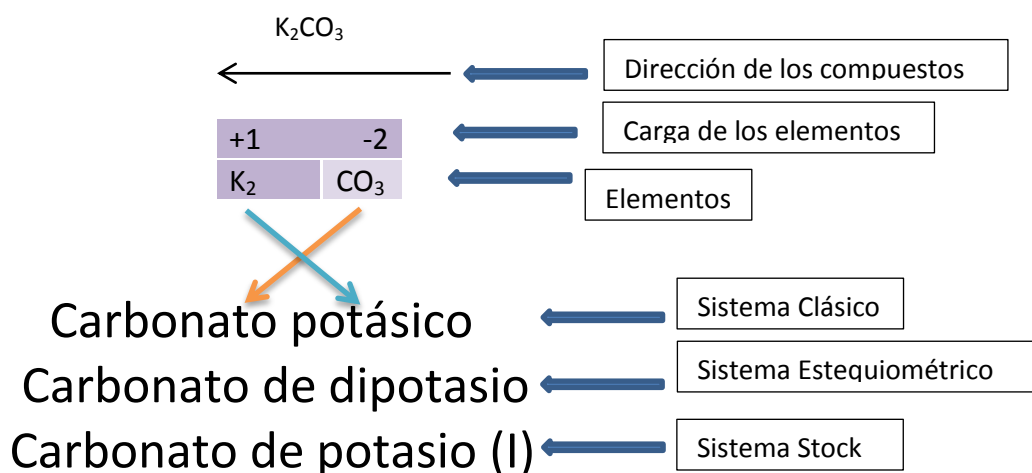 K₂CO₃
Dirección de los compuestos
+1 -2
Carga de los elementos
K₂ CO₃
Elementos
Carbonato potásico
Sistema Clásico
Carbonato de dipotasio
Sistema Estequiométrico
Carbonato de potasio (I)
Sistema Stock